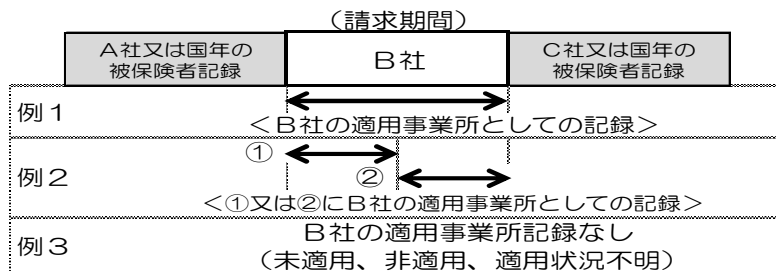 (請求期間)
A社又は国年の
被保険者記録
B社
C社又は国年の
被保険者記録
例1
<B社の適用事業所としての記録>
例2
①
②
<①又は②にB社の適用事業所としての記録>
例3
B社の適用事業所記録なし
(未適用、非適用、適用状況不明)